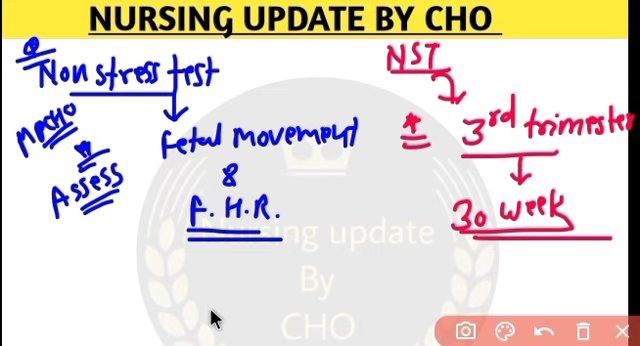 NURSING UPDATE BY CHO
Non stress test
MPCHO
Assess
Fetal movement
&
F. H.R.
NST
3rd trimester
30 week
Nursing update
By
CHO